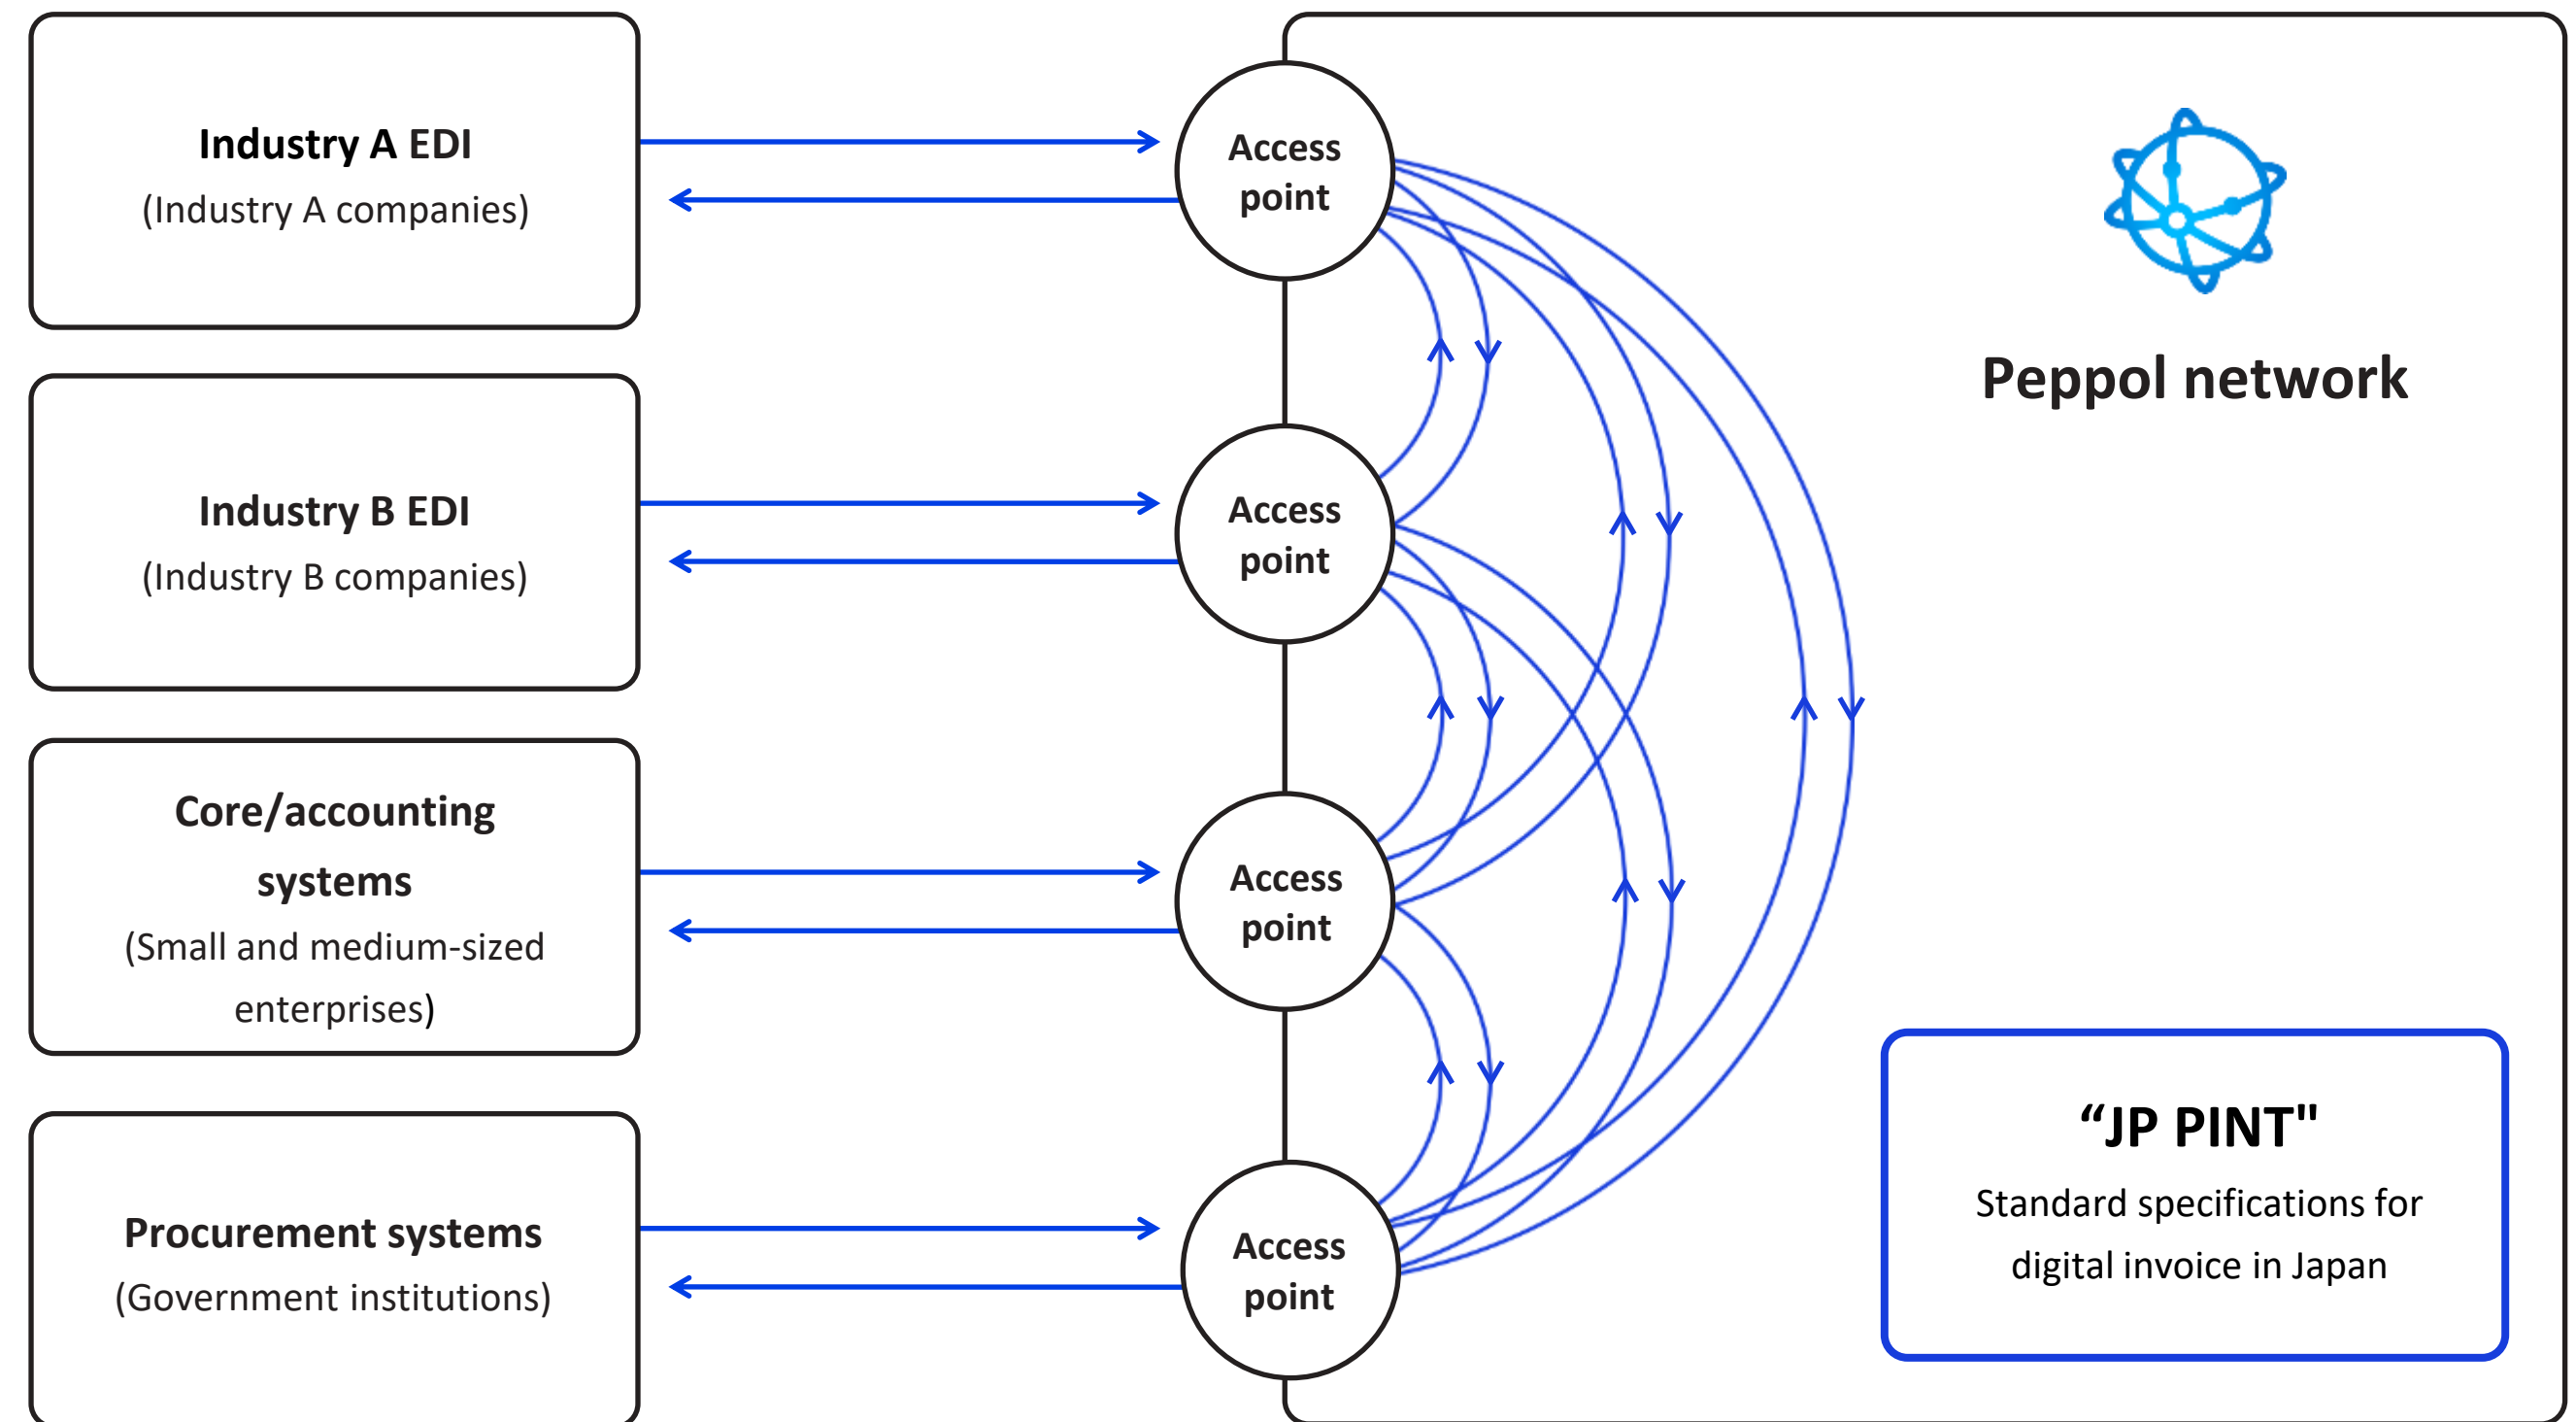 Industry A EDI
(Industry A companies)
Access
point
Peppol network
Industry B EDI
(Industry B companies)
Access
point
Core/accounting
systems
(Small and medium-sized
enterprises)
Access
point
Procurement systems
(Government institutions)
Access
point
“JP PINT"
Standard specifications for
digital invoice in Japan